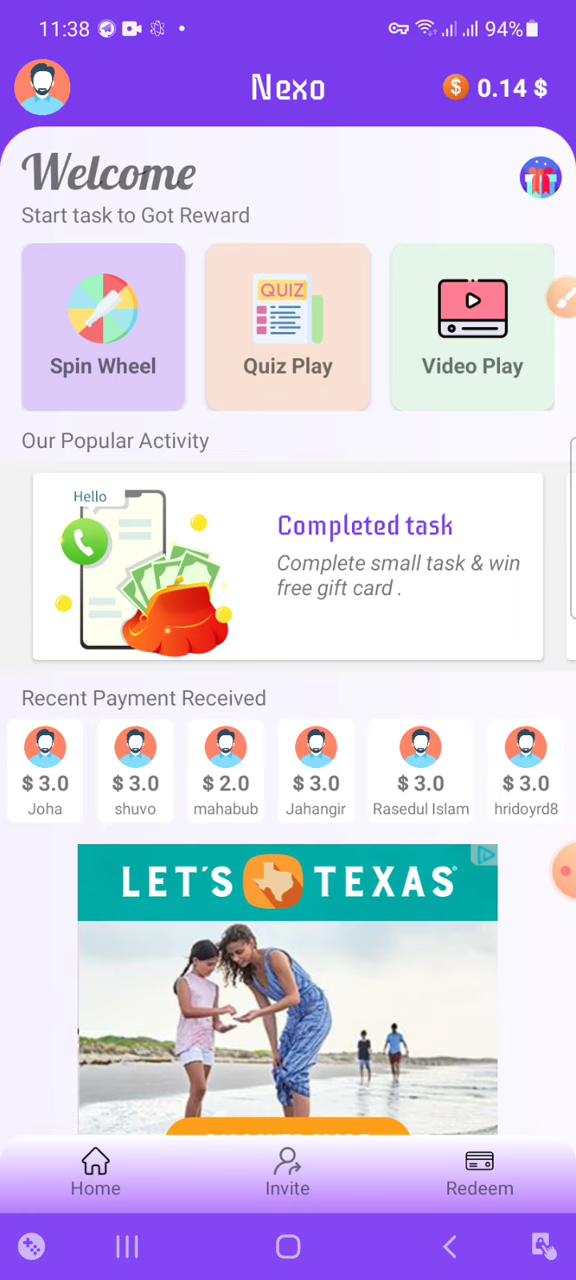 11:38
94%
Nexo
$ 0.14 $
Welcome
Start task to Got Reward
QUIZ
Spin Wheel
Quiz Play
Video Play
Our Popular Activity
Hello
Completed task
Complete small task & win
free gift card .
Recent Payment Received
$ 3.0
$ 3.0
$ 2.0
$ 3.0
$ 3.0
$ 3.0
Joha
shuvo
mahabub
Jahangir
Rasedul Islam
hridoyrd8
LET'S TEXAS®
Home
Invite
Redeem